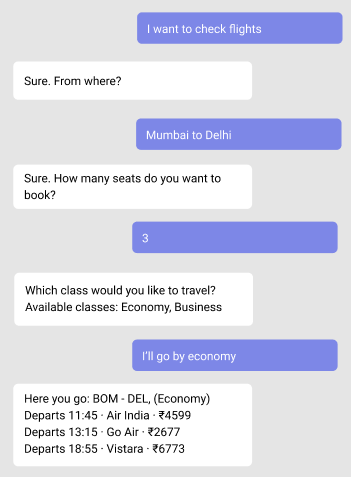 I want to check flights
Sure. From where?
Mumbai to Delhi
Sure. How many seats do you want to
book?
3
Which class would you like to travel?
Available classes: Economy, Business
I'll go by economy
Here you go: BOM - DEL, (Economy)
Departs 11:45 · Air India · ₹4599
Departs 13:15 · Go Air · ₹2677
Departs 18:55 · Vistara · ₹6773